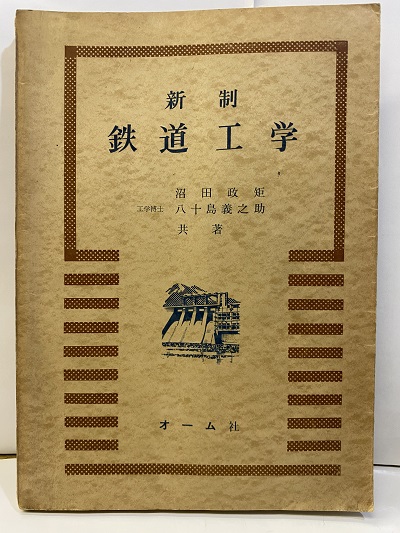 新制
鉄道工学
沼田政矩
工学博士 八十島義之助
共著
オーム社